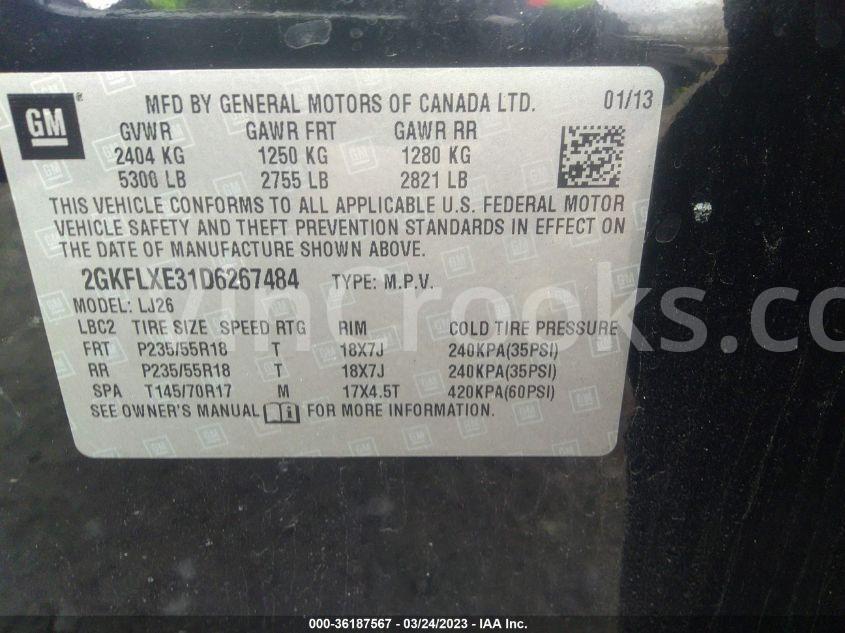 GM ®
MFD BY GENERAL MOTORS OF CANADA LTD. 01/13
GVWR GAWR FRT GAWR RR
2404 KG 1250 KG 1280 KG
5300 LB 2755 LB 2821 LB
THIS VEHICLE CONFORMS TO ALL APPLICABLE U.S. FEDERAL MOTOR
VEHICLE SAFETY AND THEFT PREVENTION STANDARDS IN EFFECT ON
THE DATE OF MANUFACTURE SHOWN ABOVE.
2GKFLXE31D6267484 TYPE: M.P.V.
MODEL: LJ26
LBC2 TIRE SIZE SPEED RTG RIM COLD TIRE PRESSURE
FRT P235/55R18 T 18X7J 240KPA(35PSI)
RR P235/55R18 T 18X7J 240KPA(35PSI)
SPA T145/70R17 M 17X4.5T 420KPA(60PSI)
SEE OWNER'S MANUAL FOR MORE INFORMATION.
VinCrooks.com
000-36187567 / 03/24/2023 - IAA Inc.